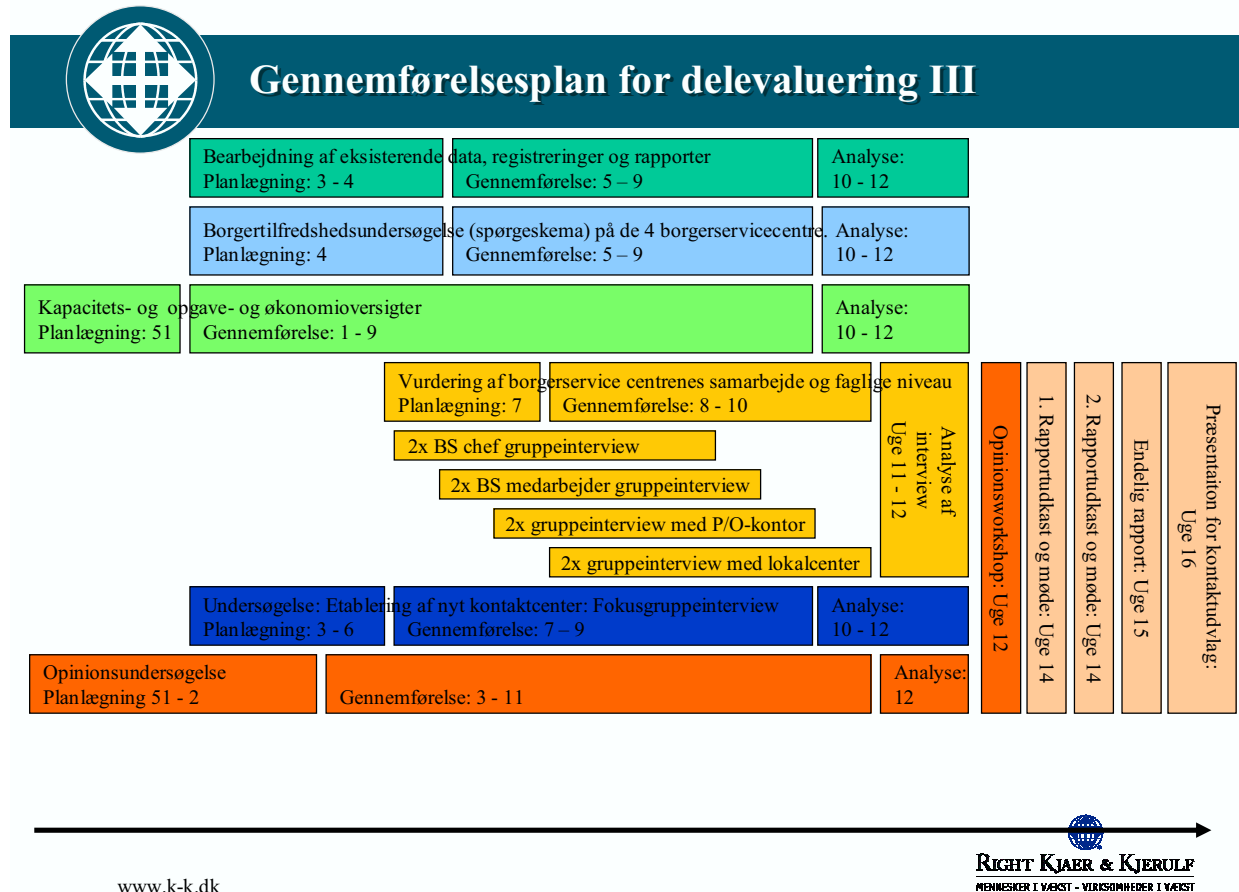 Gennemførelsesplan for delevaluering III
Bearbejdning af eksisterende data, registreringer og rapporter
Planlægning: 3 - 4
Gennemførelse: 5 – 9
Analyse:
10 - 12
Borgertilfredshedsundersøgelse (spørgeskema) på de 4 borgerservicecentre.
Planlægning: 4
Gennemførelse: 5 – 9
Analyse:
10 - 12
Kapacitets- og opgave- og økonomioversigter
Planlægning: 51
Gennemførelse: 1 - 9
Analyse:
10 - 12
Vurdering af borgerservice centrenes samarbejde og faglige niveau
Planlægning: 7
Gennemførelse: 8 - 10
2x BS chef gruppeinterview
2x BS medarbejder gruppeinterview
2x gruppeinterview med P/O-kontor
2x gruppeinterview med lokalcenter
Analyse af
interview
Uge 11 - 12
Undersøgelse: Etablering af nyt kontaktcenter: Fokusgruppeinterview
Planlægning: 3 - 6
Gennemførelse: 7 – 9
Analyse:
10 - 12
Opinionsundersøgelse
Planlægning 51 - 2
Gennemførelse: 3 - 11
Analyse:
12
Opinionsworkshop: Uge 12
1. Rapportudkast og møde: Uge 14
2. Rapportudkast og møde: Uge 14
Endelig rapport: Uge 15
Præsentaiton for kontaktudvlag:
Uge 16
www.k-k.dk
RIGHT KJAER & KJERULF
MENNESKER I VÆKST - VIRKSOMHEDER I VÆKST